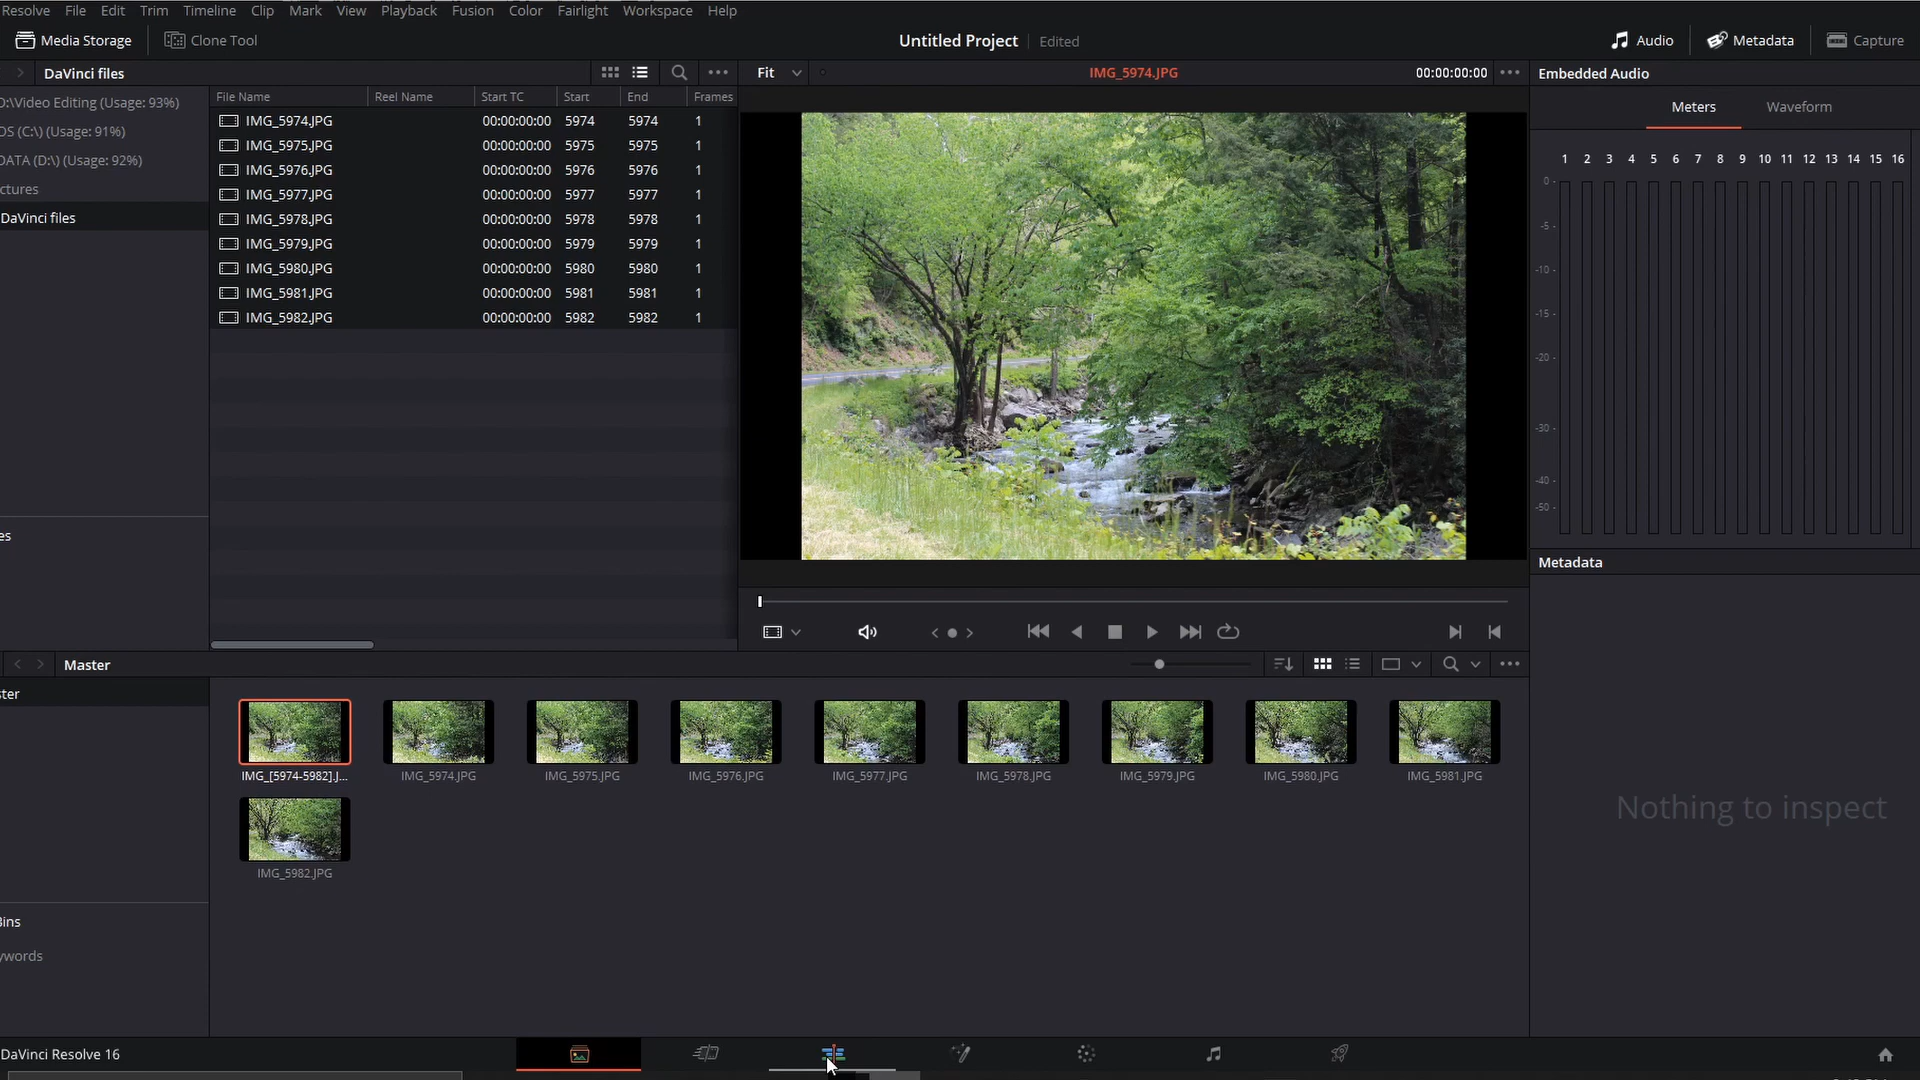 Resolve File Edit Trim Timeline Clip Mark View Playback Fusion Color Fairlight Workspace Help
Media Storage Clone Tool Untitled Project Edited Audio Metadata Capture
DaVinci files Fit IMG_5974.JPG 00:00:00:00 Embedded Audio
D:\Video Editing (Usage: 93%)
OS (C:\) (Usage: 91%)
DATA (D:\) (Usage: 92%)
ctures
DaVinci files
es
File Name Reel Name Start TC Start End Frames
IMG_5974.JPG 00:00:00:00 5974 5974 1
IMG_5975.JPG 00:00:00:00 5975 5975 1
IMG_5976.JPG 00:00:00:00 5976 5976 1
IMG_5977.JPG 00:00:00:00 5977 5977 1
IMG_5978.JPG 00:00:00:00 5978 5978 1
IMG_5979.JPG 00:00:00:00 5979 5979 1
IMG_5980.JPG 00:00:00:00 5980 5980 1
IMG_5981.JPG 00:00:00:00 5981 5981 1
IMG_5982.JPG 00:00:00:00 5982 5982 1
Meters Waveform
1 2 3 4 5 6 7 8 9 10 11 12 13 14 15 16
0
-5
-10
-15
-20
-30
-40
-50
Metadata
Nothing to inspect
Master
ster
IMG_[5974-5982].J... IMG_5974.JPG IMG_5975.JPG IMG_5976.JPG IMG_5977.JPG IMG_5978.JPG IMG_5979.JPG IMG_5980.JPG IMG_5981.JPG
IMG_5982.JPG
Bins
ywords
DaVinci Resolve 16